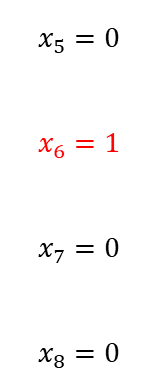 x₅ = 0
x₆ = 1
x₇ = 0
x₈ = 0